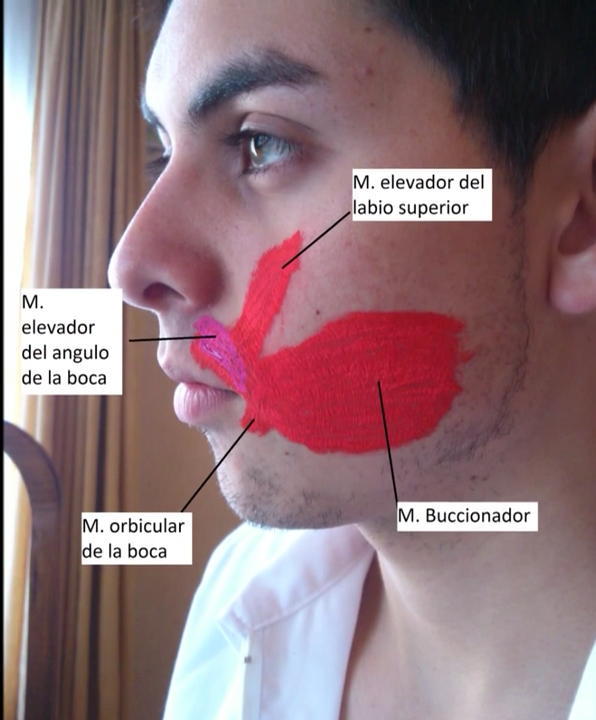 M. elevador del
labio superior
M.
elevador
del angulo
de la boca
M. orbicular
de la boca
M. Buccionador